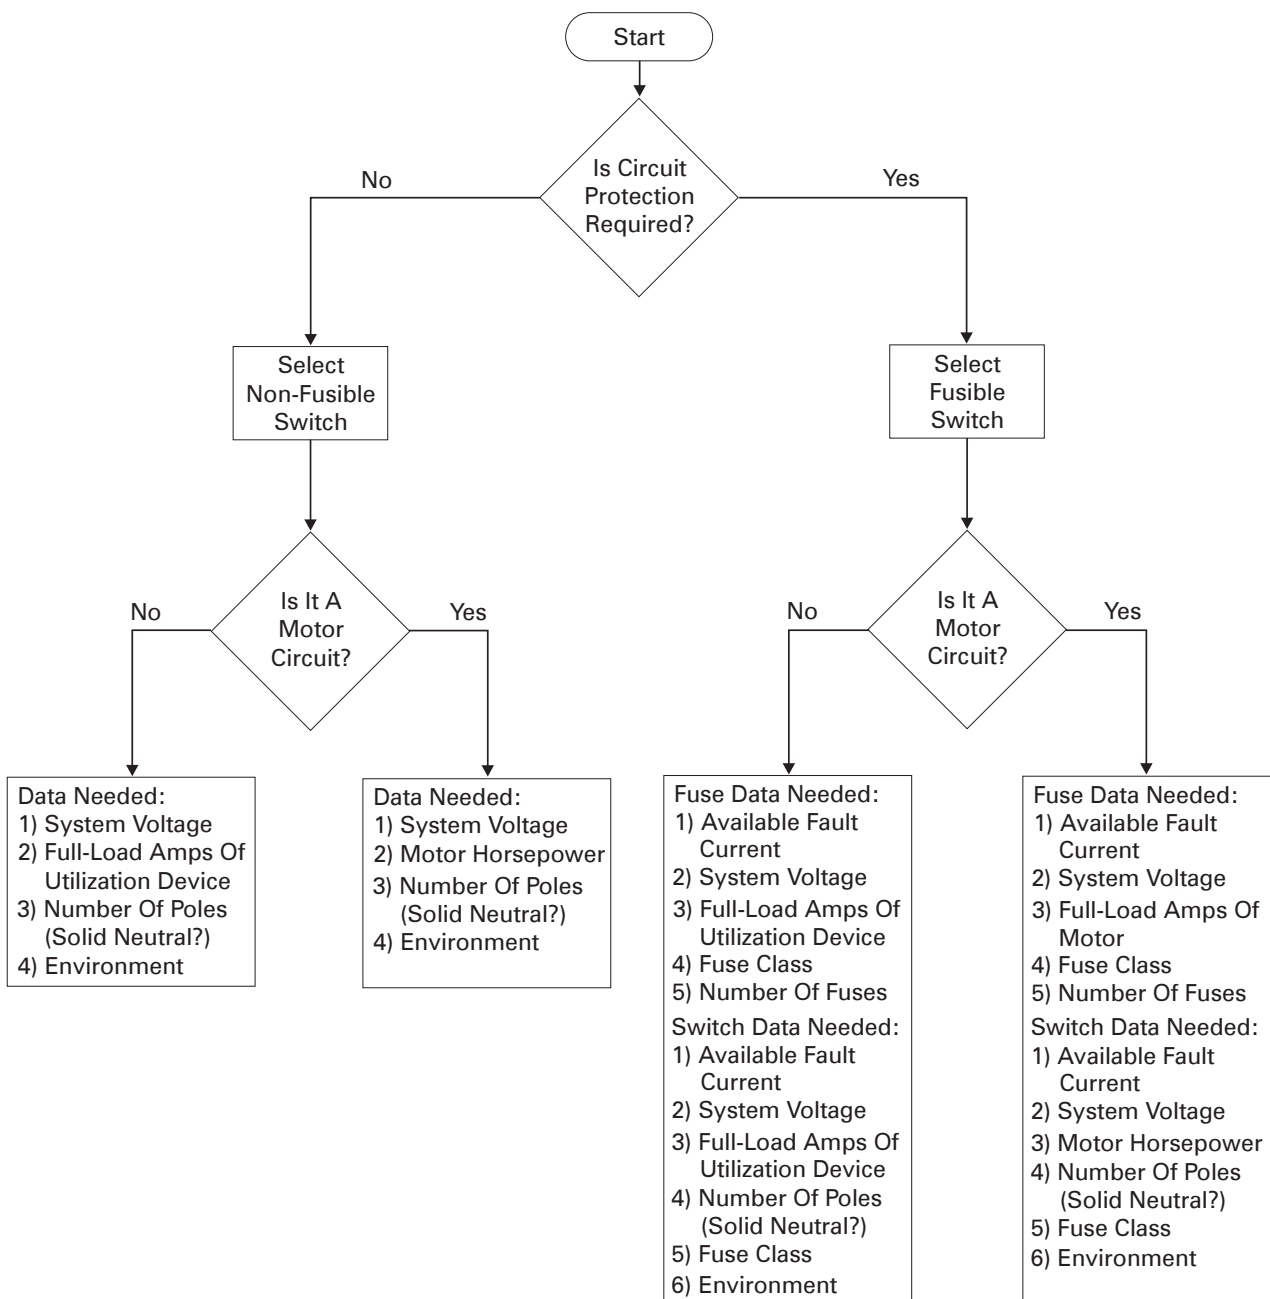 Start
Is Circuit
Protection
Required?
No
Yes
Select
Non-Fusible
Switch
Select
Fusible
Switch
Is It A
Motor
Circuit?
No
Yes
Is It A
Motor
Circuit?
No
Yes
Data Needed:
1) System Voltage
2) Full-Load Amps Of
Utilization Device
3) Number Of Poles
(Solid Neutral?)
4) Environment
Data Needed:
1) System Voltage
2) Motor Horsepower
3) Number Of Poles
(Solid Neutral?)
4) Environment
Fuse Data Needed:
1) Available Fault
Current
2) System Voltage
3) Full-Load Amps Of
Utilization Device
4) Fuse Class
5) Number Of Fuses
Switch Data Needed:
1) Available Fault
Current
2) System Voltage
3) Full-Load Amps Of
Utilization Device
4) Number Of Poles
(Solid Neutral?)
5) Fuse Class
6) Environment
Fuse Data Needed:
1) Available Fault
Current
2) System Voltage
3) Full-Load Amps Of
Motor
4) Fuse Class
5) Number Of Fuses
Switch Data Needed:
1) Available Fault
Current
2) System Voltage
3) Motor Horsepower
4) Number Of Poles
(Solid Neutral?)
5) Fuse Class
6) Environment